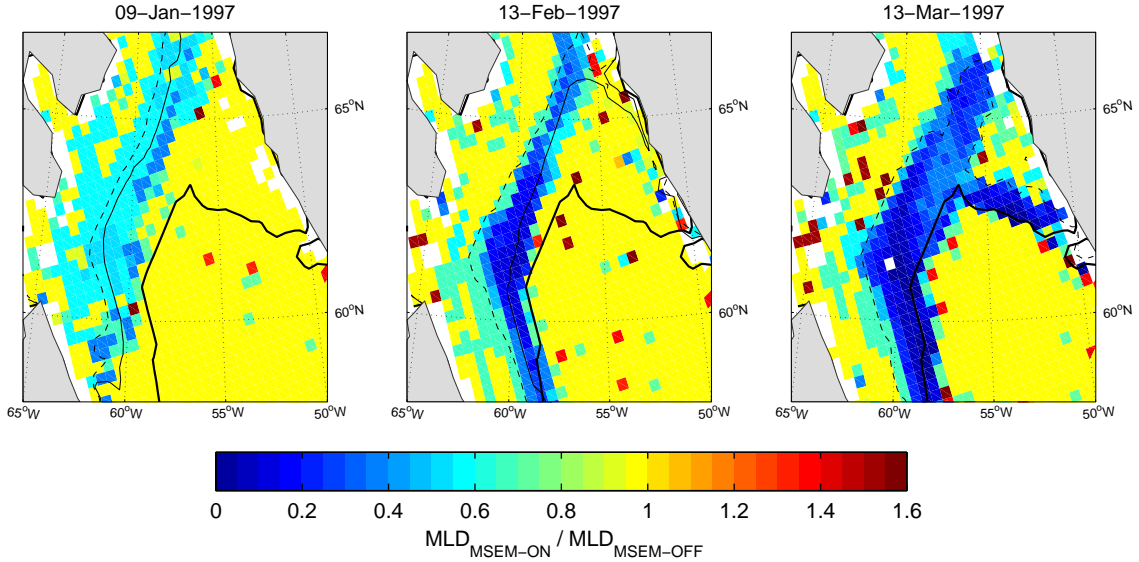 09−Jan−1997 13−Feb−1997 13−Mar−1997
65°N 65°N 65°N
60°N 60°N 60°N
65°W 60°W 55°W 50°W 65°W 60°W 55°W 50°W 65°W 60°W 55°W 50°W
0 0.2 0.4 0.6 0.8 1 1.2 1.4 1.6
MLD_MSEM−ON / MLD_MSEM−OFF